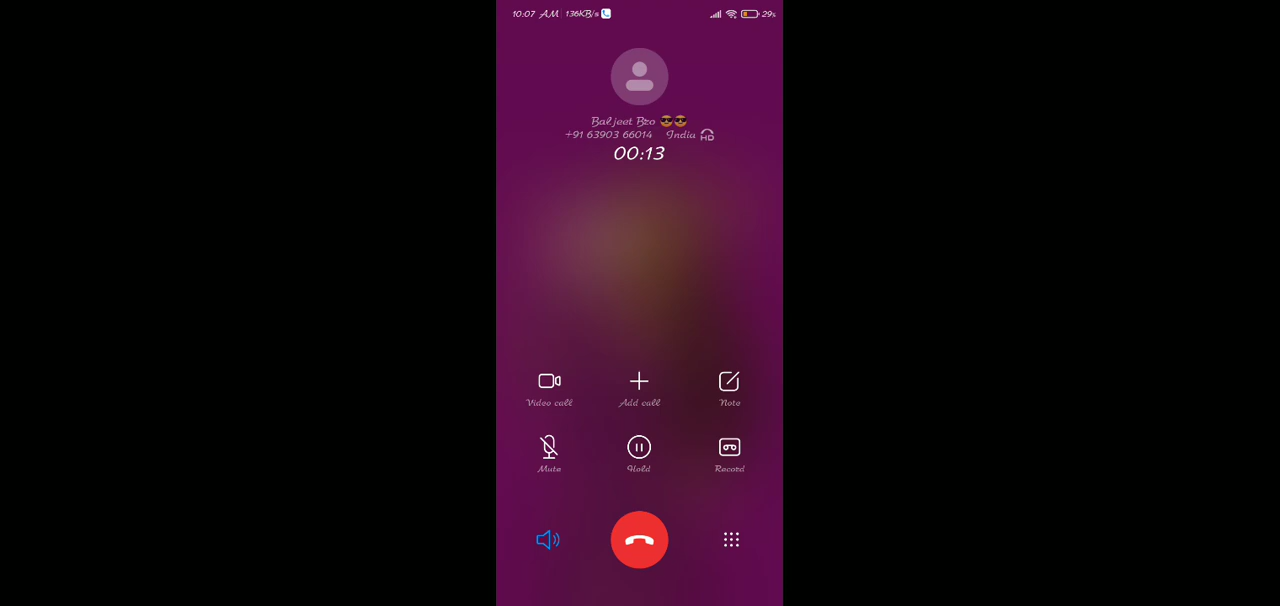 10:07 AM 136KB/s 29%
Baljeet Bro 😎😎
+91 63903 66014 India HD
00:13
Video call Add call Note
Mute Hold Record